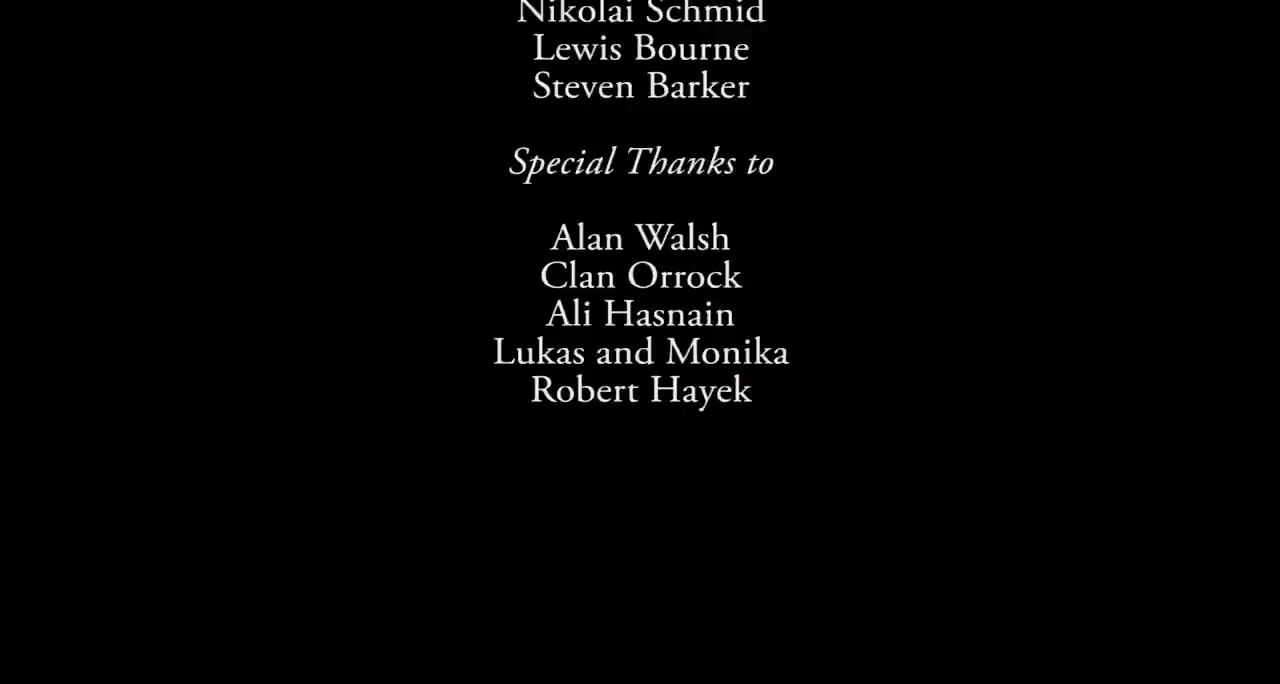 Nikolai Schmid
Lewis Bourne
Steven Barker
Special Thanks to
Alan Walsh
Clan Orrock
Ali Hasnain
Lukas and Monika
Robert Hayek